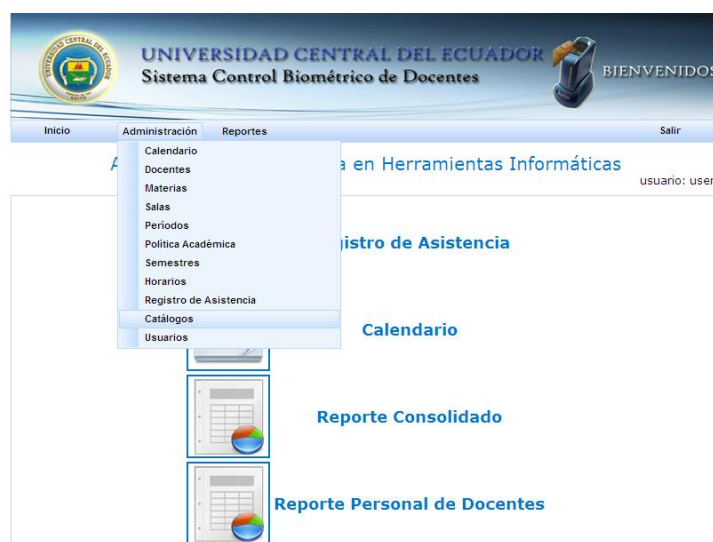 UNIVERSIDAD CENTRAL DEL ECUADOR
Sistema Control Biométrico de Docentes
BIENVENIDOS
Inicio
Administración
Reportes
Salir
en Herramientas Informáticas
usuario: user
Calendario
Docentes
Materias
Salas
Periodos
Política Académica
Semestres
Horarios
Registro de Asistencia
Catálogos
Usuarios
istro de Asistencia
Calendario
Reporte Consolidado
Reporte Personal de Docentes